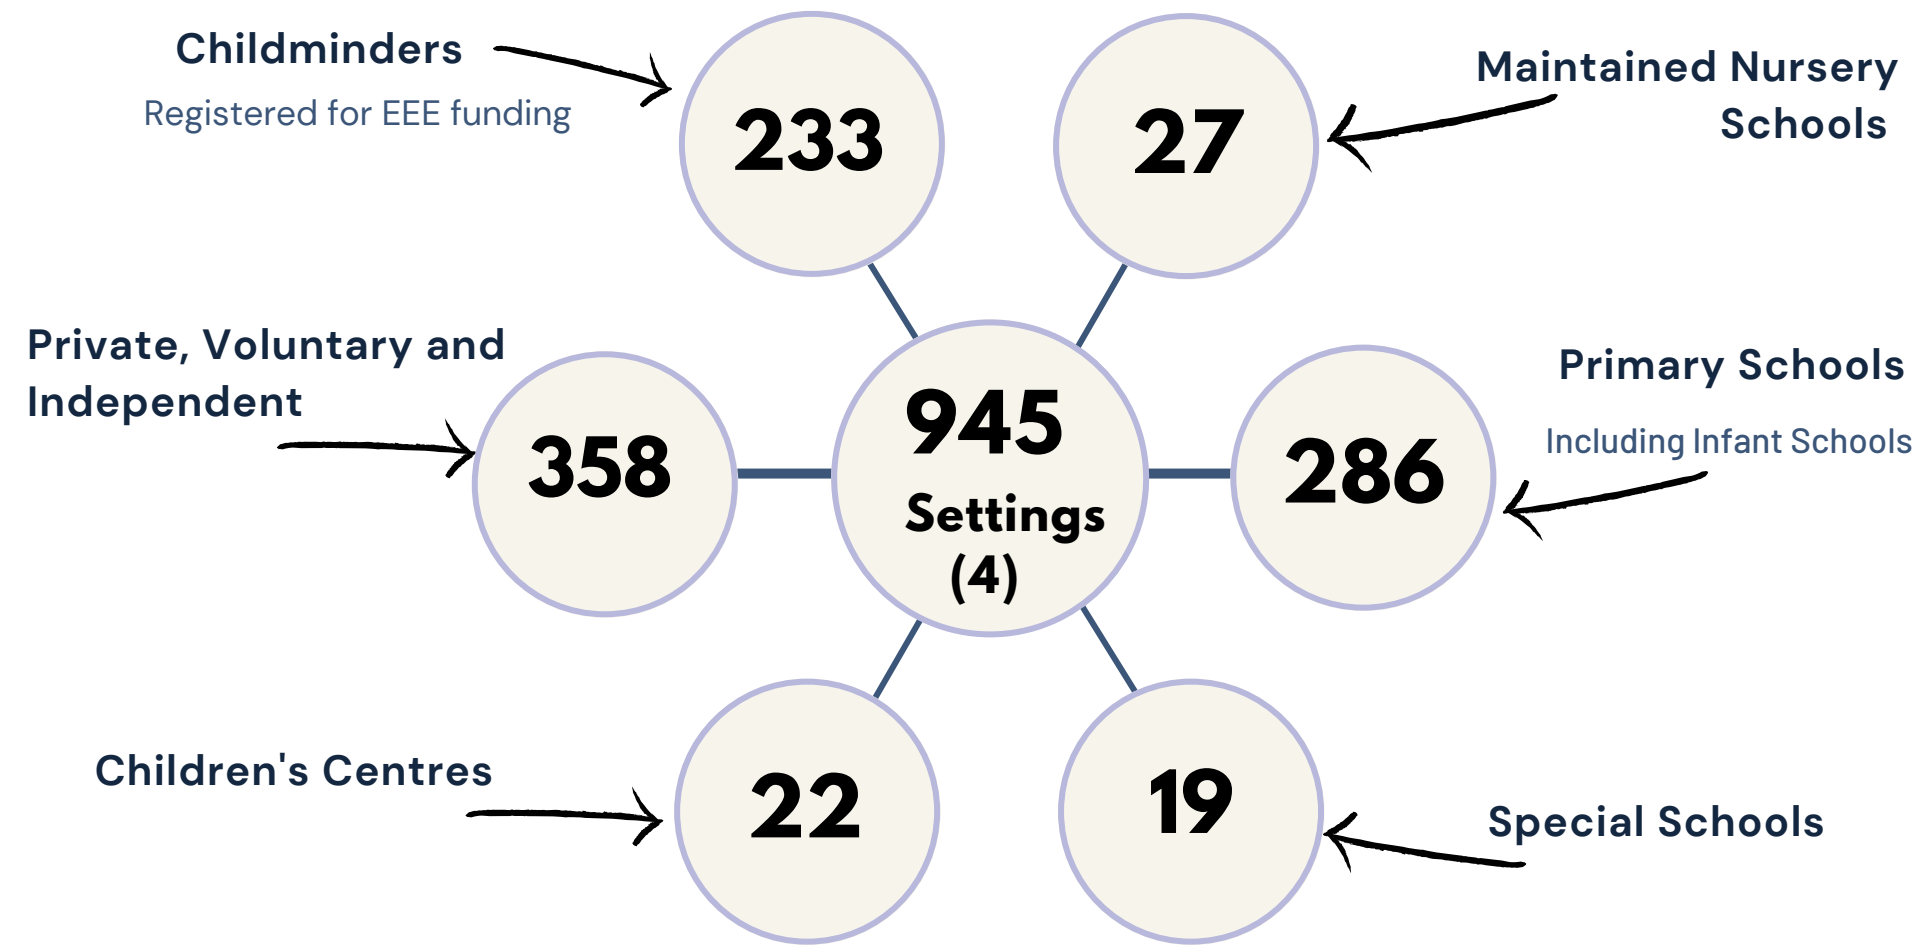 Childminders
Registered for EEE funding
233
27
Maintained Nursery
Schools
Private, Voluntary and
Independent
358
945
Settings
(4)
286
Primary Schools
Including Infant Schools
Children's Centres
22
19
Special Schools